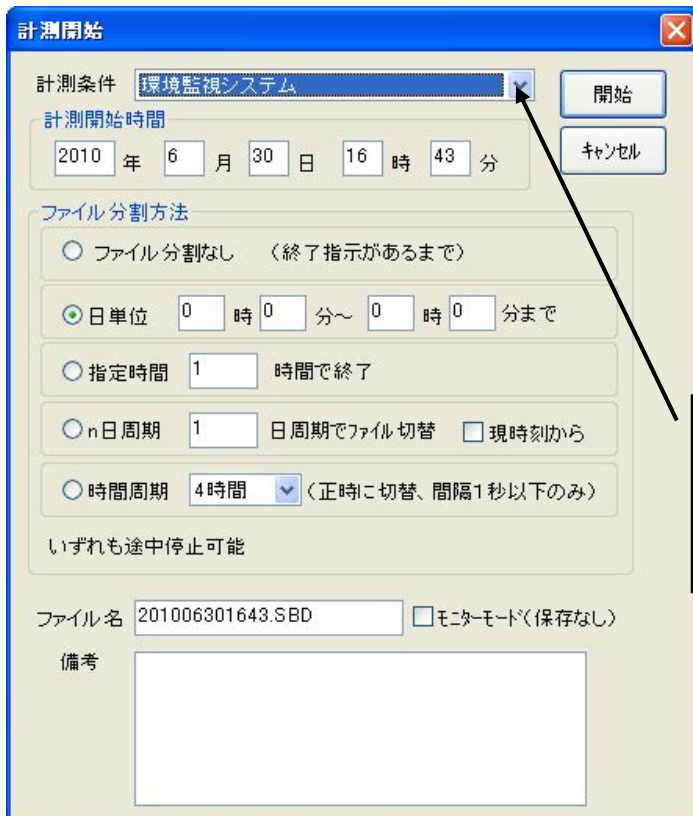 計測開始
計測条件 環境監視システム 開始
計測開始時間
2010 年 6 月 30 日 16 時 43 分 キャンセル
ファイル分割方法
ファイル分割なし (終了指示があるまで)
日単位 0 時 0 分～ 0 時 0 分まで
指定時間 1 時間で終了
n日周期 1 日周期でファイル切替 現時刻から
時間周期 4時間 (正時に切替、間隔1秒以下のみ)
いずれも途中停止可能
ファイル名 201006301643.SBD モニターモード(保存なし)
備考